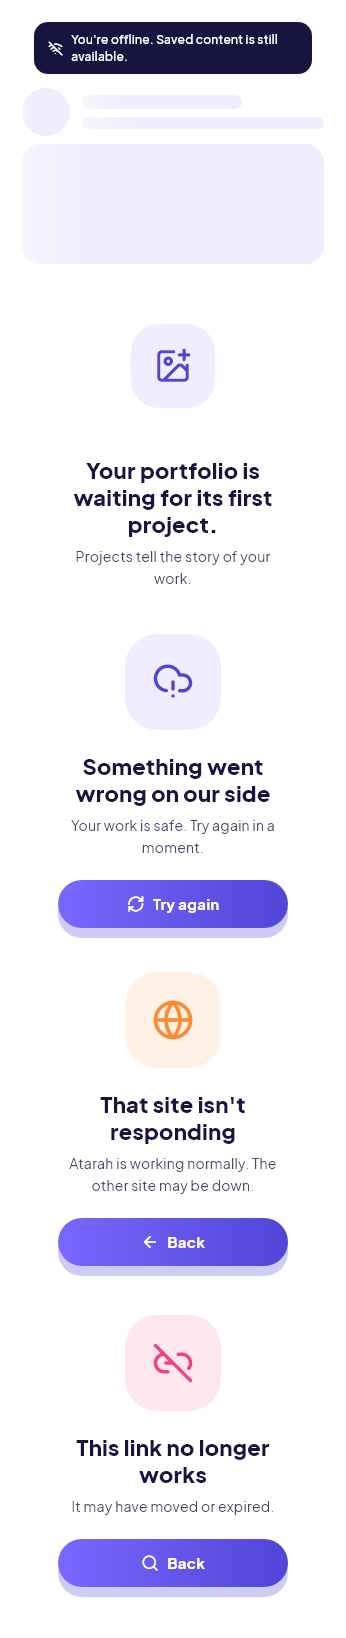 You're offline. Saved content is still
available.
Your portfolio is
waiting for its first
project.
Projects tell the story of your
work.
Something went
wrong on our side
Your work is safe. Try again in a
moment.
Try again
That site isn't
responding
Atarah is working normally. The
other site may be down.
Back
This link no longer
works
It may have moved or expired.
Back